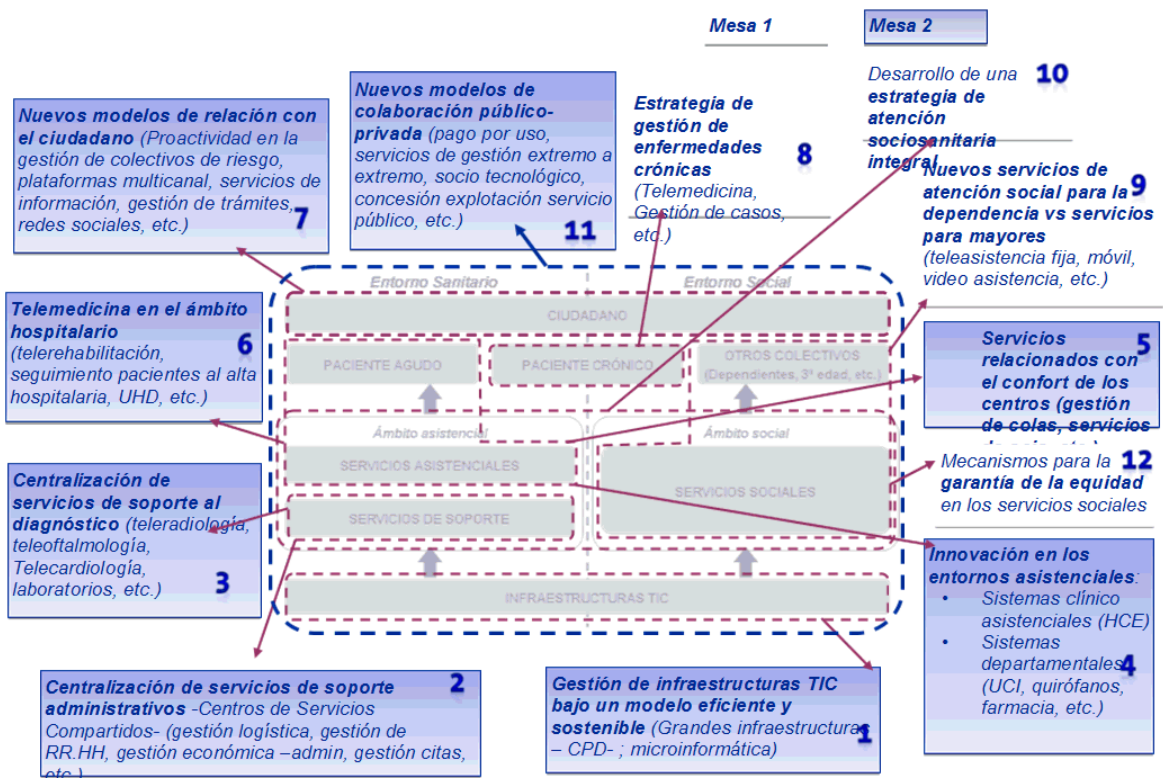 Mesa 1
Mesa 2
Nuevos modelos de relación con
el ciudadano (Proactividad en la
gestión de colectivos de riesgo,
plataformas multicanal, servicios de
información, gestión de trámites,
redes sociales, etc.)
7
Nuevos modelos de
colaboración público-
privada (pago por uso,
servicios de gestión extremo a
extremo, socio tecnológico,
concesión explotación servicio
público, etc.)
11
Estrategia de
gestión de
enfermedades
crónicas
(Telemedicina,
Gestión de casos,
etc.)
8
Desarrollo de una
estrategia de
atención
sociosanitaria
integral
10
Nuevos servicios de
atención social para la
dependencia vs servicios
para mayores
(teleasistencia fija, móvil,
video asistencia, etc.)
9
Telemedicina en el ámbito
hospitalario
(telerehabilitación,
seguimiento pacientes al alta
hospitalaria, UHD, etc.)
6
Entorno Sanitario
Entorno Social
CIUDADANO
PACIENTE AGUDO
PACIENTE CRÓNICO
OTROS COLECTIVOS
(Dependientes, 3ª edad, etc.)
Ámbito asistencial
Ámbito social
SERVICIOS ASISTENCIALES
SERVICIOS SOCIALES
SERVICIOS DE SOPORTE
INFRAESTRUCTURAS TIC
Servicios
relacionados con
el confort de los
centros (gestión
de colas, servicios
5
Mecanismos para la
garantía de la equidad
en los servicios sociales
12
Centralización de
servicios de soporte al
diagnóstico (teleradiología,
teleoftalmología,
Telecardiología,
laboratorios, etc.)
3
Innovación en los
entornos asistenciales:
• Sistemas clínico
asistenciales (HCE)
• Sistemas
departamentales
(UCI, quirófanos,
farmacia, etc.)
4
Centralización de servicios de soporte
administrativos -Centros de Servicios
Compartidos- (gestión logística, gestión de
RR.HH, gestión económica –admin, gestión citas,
etc.)
2
Gestión de infraestructuras TIC
bajo un modelo eficiente y
sostenible (Grandes infraestructuras
– CPD- ; microinformática)
1